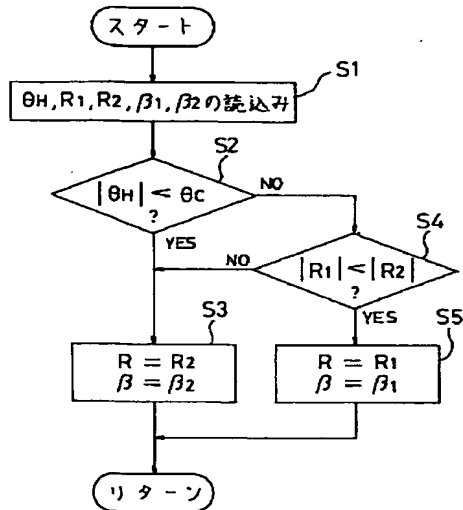 スタート
S1
θH, R1, R2, β1, β2の読込み
S2
|θH| < θC
?
NO
YES
S4
|R1|<|R2|
?
NO
YES
S3
R = R2
β = β2
S5
R = R1
β = β1
リターン